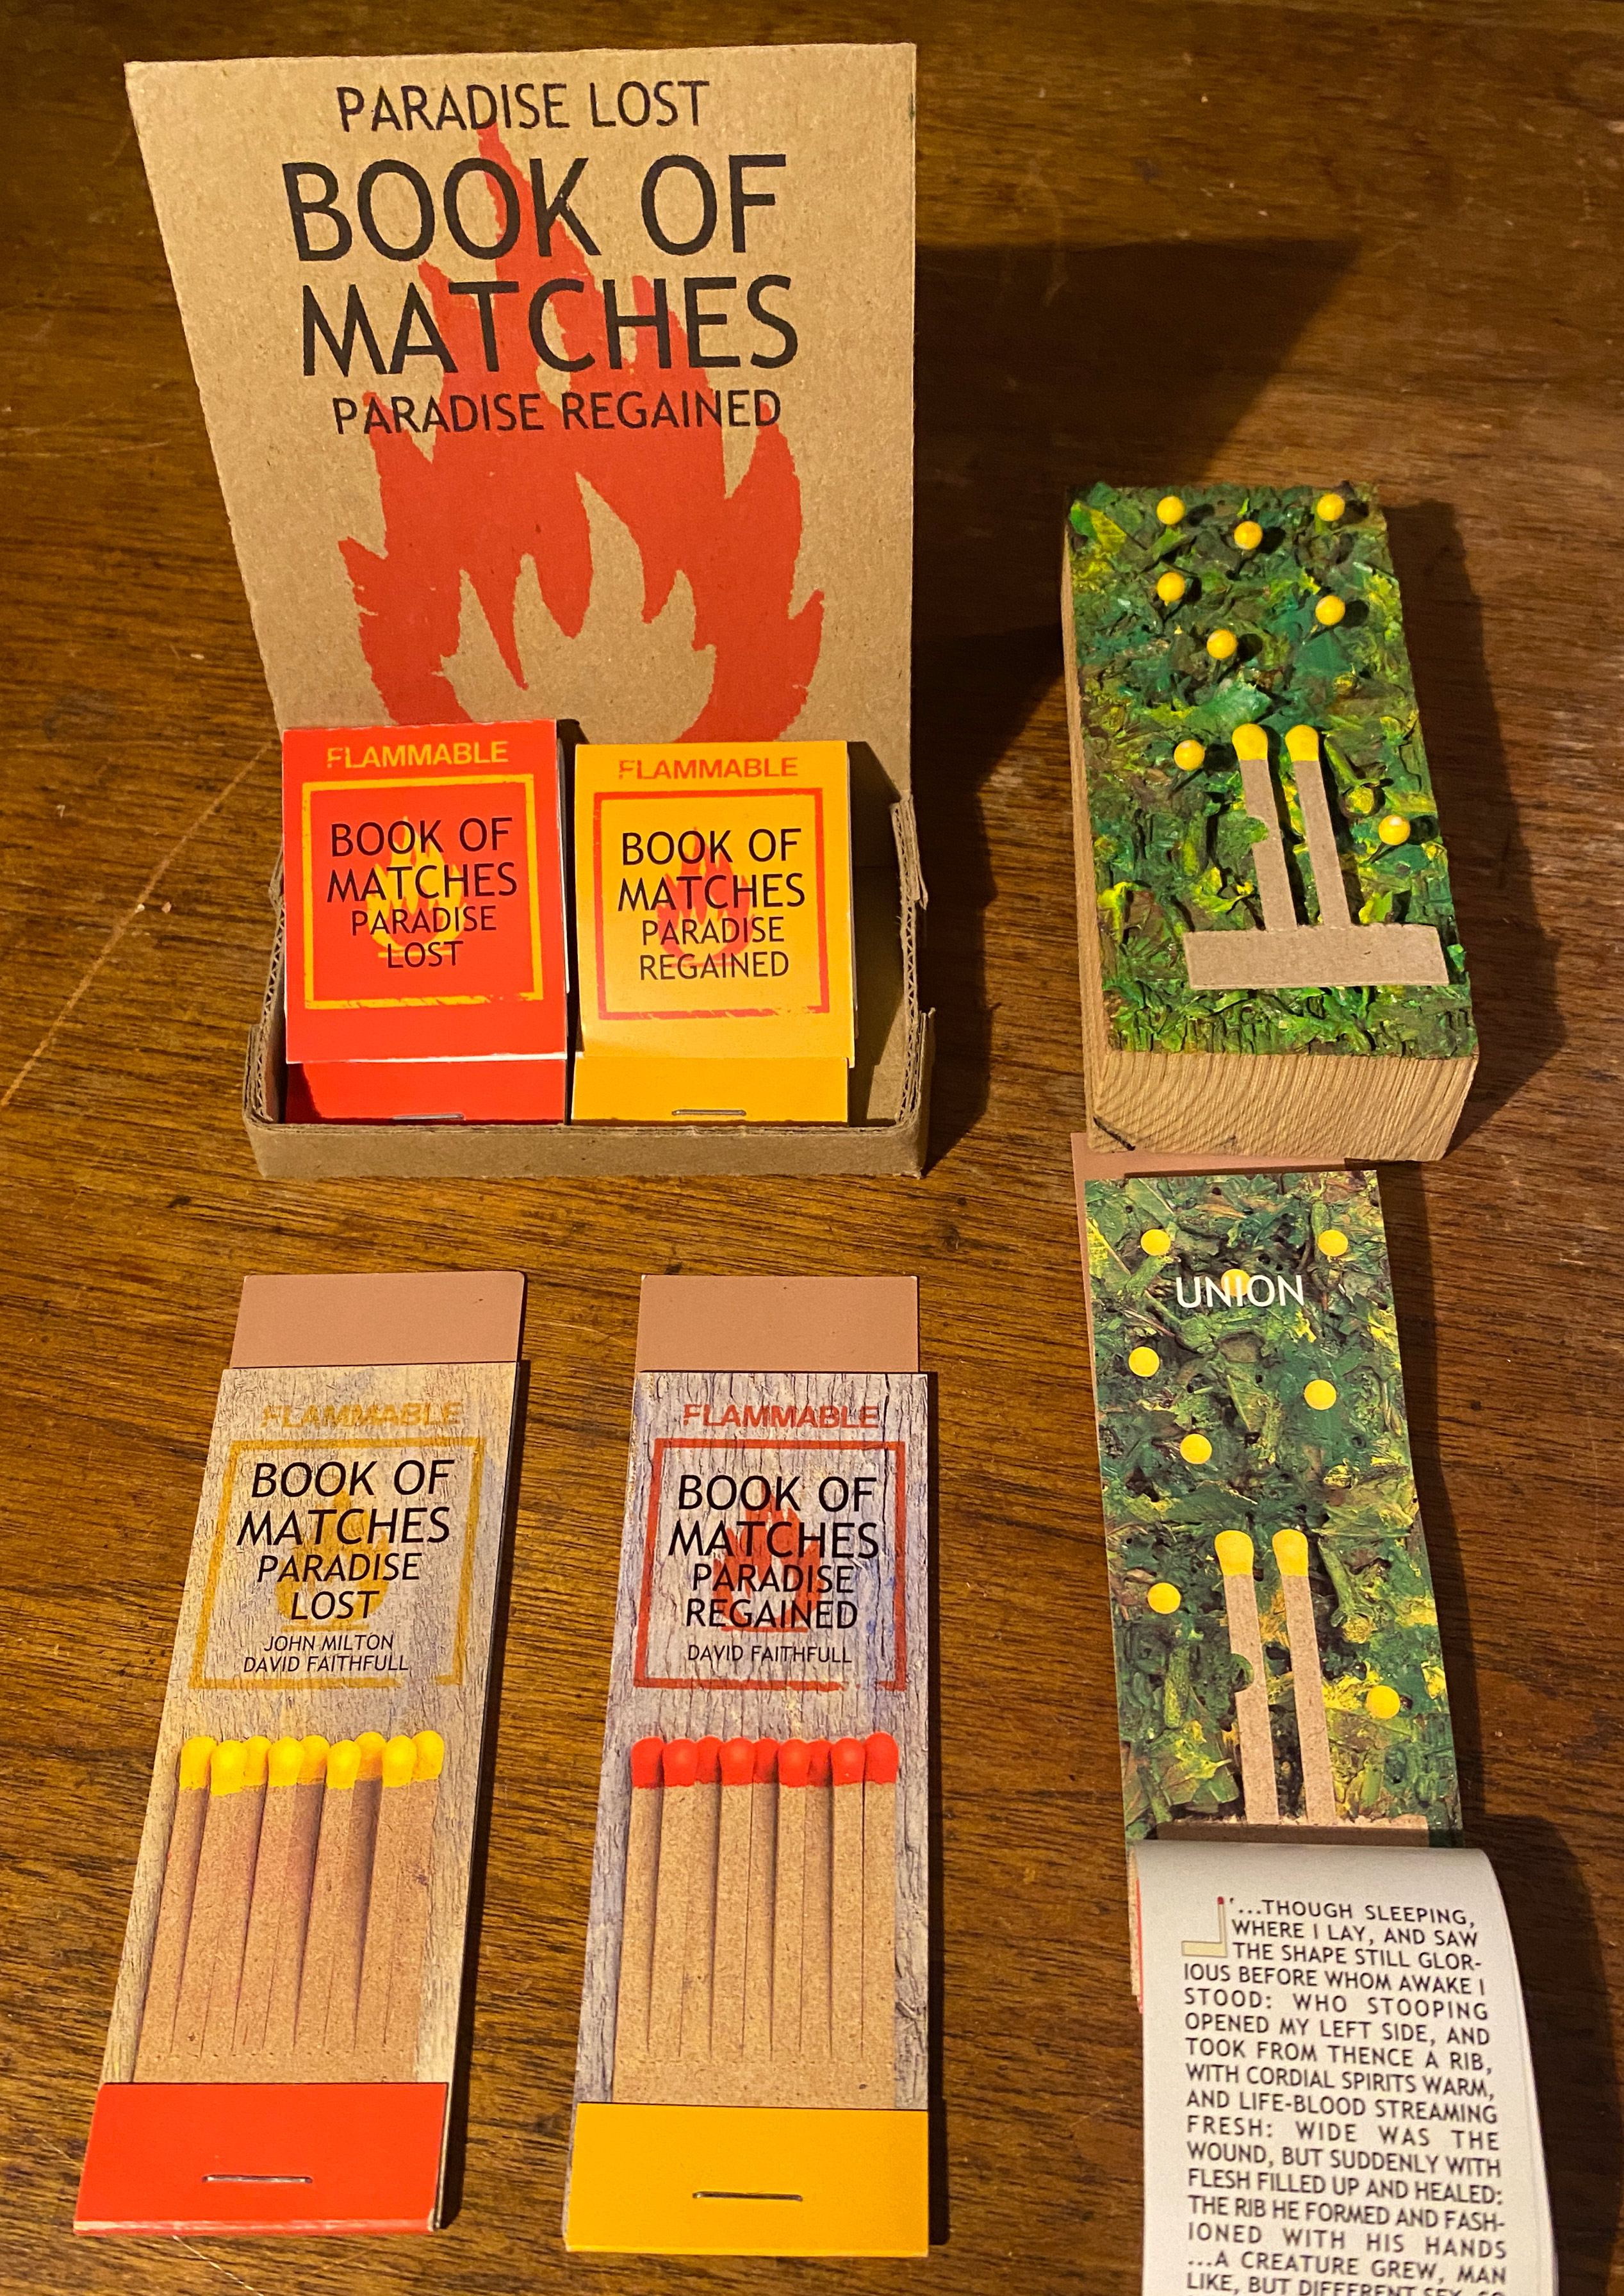 PARADISE LOST
BOOK OF
MATCHES
PARADISE REGAINED
FLAMMABLE
BOOK OF
MATCHES
PARADISE
LOST
FLAMMABLE
BOOK OF
MATCHES
PARADISE
REGAINED
FLAMMABLE
BOOK OF
MATCHES
PARADISE
LOST
JOHN MILTON
DAVID FAITHFULL
FLAMMABLE
BOOK OF
MATCHES
PARADISE
REGAINED
DAVID FAITHFULL
UNION
‘...THOUGH SLEEPING,
WHERE I LAY, AND SAW
THE SHAPE STILL GLOR-
IOUS BEFORE WHOM AWAKE I
STOOD: WHO STOOPING
OPENED MY LEFT SIDE, AND
TOOK FROM THENCE A RIB,
WITH CORDIAL SPIRITS WARM,
AND LIFE-BLOOD STREAMING
FRESH: WIDE WAS THE
WOUND, BUT SUDDENLY WITH
FLESH FILLED UP AND HEALED:
THE RIB HE FORMED AND FASH-
IONED WITH HIS HANDS
...A CREATURE GREW, MAN
LIKE, BUT DIFFERENT SEX, SO